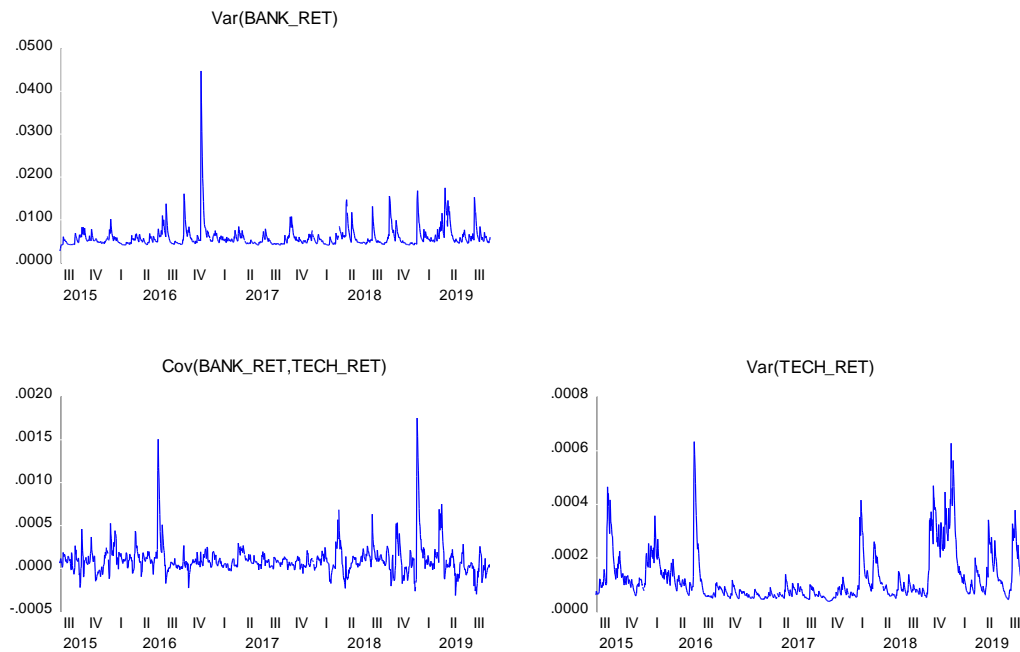 Var(BANK_RET)
.0500
.0400
.0300
.0200
.0100
.0000
III IV I II III IV I II III IV I II III IV I II III
2015 2016 2017 2018 2019
Cov(BANK_RET,TECH_RET)
.0020
.0015
.0010
.0005
.0000
-.0005
III IV I II III IV I II III IV I II III IV I II III
2015 2016 2017 2018 2019
Var(TECH_RET)
.0008
.0006
.0004
.0002
.0000
III IV I II III IV I II III IV I II III IV I II III
2015 2016 2017 2018 2019